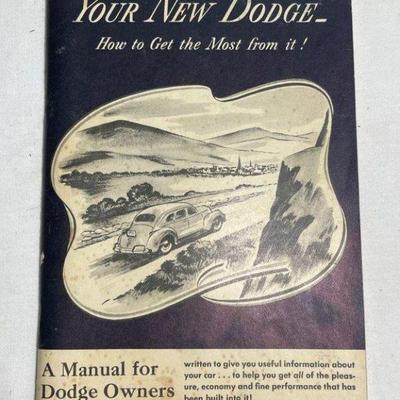 YOUR NEW DODGE—
How to Get the Most from it!
A Manual for
Dodge Owners
written to give you useful information about
your car . . . to help you get all of the pleas-
ure, economy and fine performance that has
been built into it!